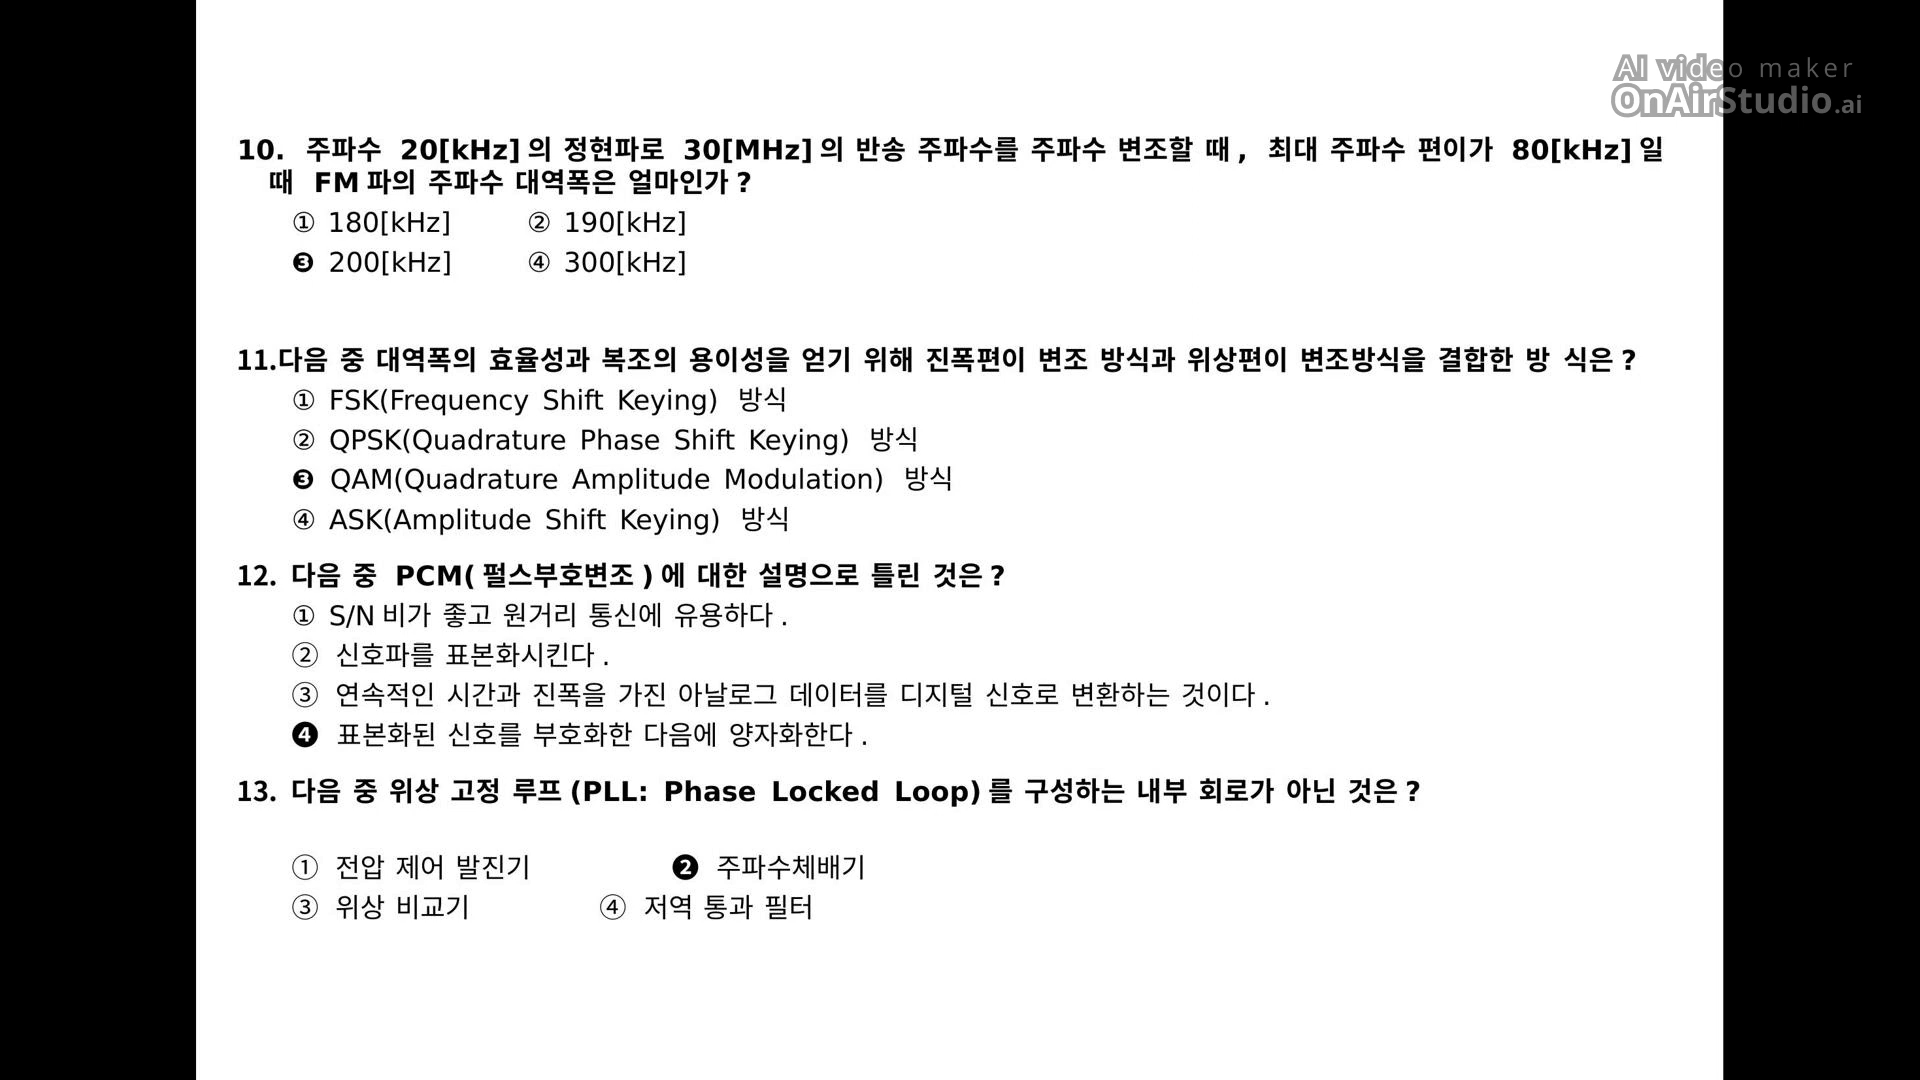 AI video maker
OnAirStudio.ai
10. 주파수 20[kHz]의 정현파로 30[MHz]의 반송 주파수를 주파수 변조할 때, 최대 주파수 편이가 80[kHz]일
때 FM파의 주파수 대역폭은 얼마인가?
① 180[kHz] ② 190[kHz]
❸ 200[kHz] ④ 300[kHz]
11.다음 중 대역폭의 효율성과 복조의 용이성을 얻기 위해 진폭편이 변조 방식과 위상편이 변조방식을 결합한 방 식은?
① FSK(Frequency Shift Keying) 방식
② QPSK(Quadrature Phase Shift Keying) 방식
❸ QAM(Quadrature Amplitude Modulation) 방식
④ ASK(Amplitude Shift Keying) 방식
12. 다음 중 PCM(펄스부호변조)에 대한 설명으로 틀린 것은?
① S/N비가 좋고 원거리 통신에 유용하다.
② 신호파를 표본화시킨다.
③ 연속적인 시간과 진폭을 가진 아날로그 데이터를 디지털 신호로 변환하는 것이다.
❹ 표본화된 신호를 부호화한 다음에 양자화한다.
13. 다음 중 위상 고정 루프(PLL: Phase Locked Loop)를 구성하는 내부 회로가 아닌 것은?
① 전압 제어 발진기 ❷ 주파수체배기
③ 위상 비교기 ④ 저역 통과 필터